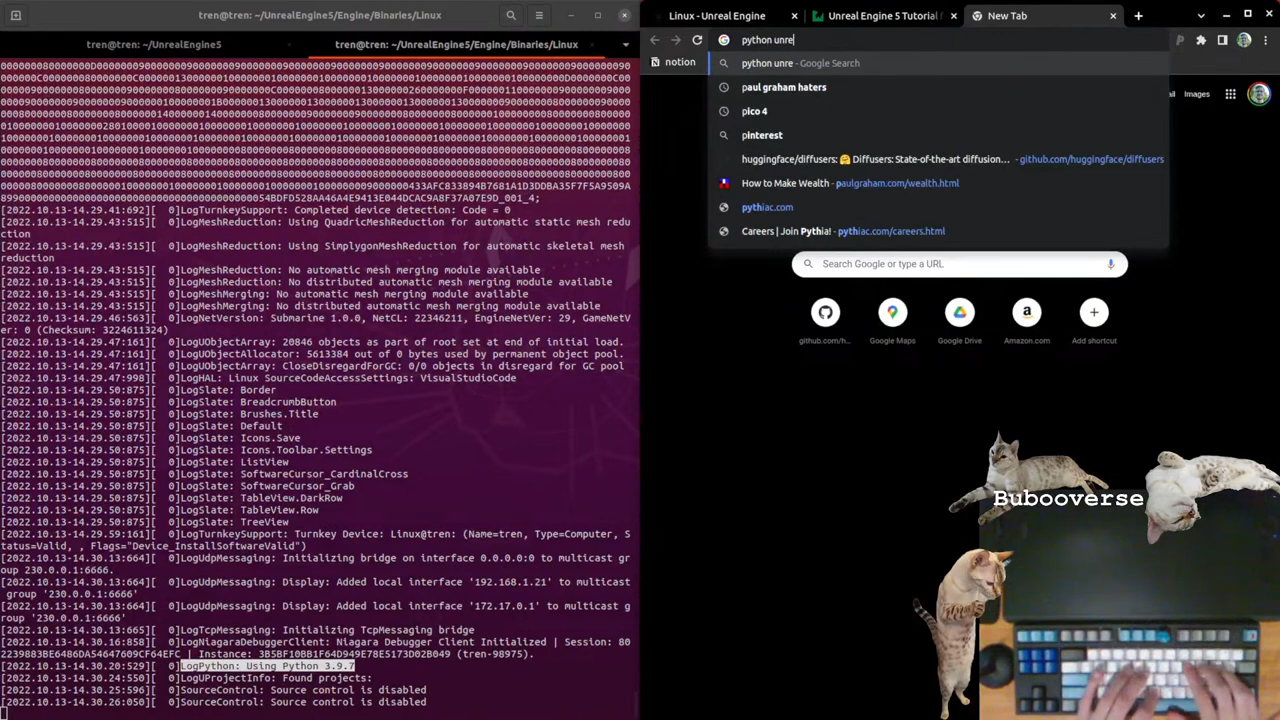 tren@tren: ~/UnrealEngine5/Engine/Binaries/Linux
tren@tren: ~/UnrealEngine5
tren@tren: ~/UnrealEngine5/Engine/Binaries/Linux
[2022.10.13-14.29.41:692][  0]LogTurnkeySupport: Completed device detection: Code = 0
[2022.10.13-14.29.43:515][  0]LogMeshReduction: Using QuadricMeshReduction for automatic static mesh redu
ction
[2022.10.13-14.29.43:515][  0]LogMeshReduction: Using SimplygonMeshReduction for automatic skeletal mesh
reduction
[2022.10.13-14.29.43:515][  0]LogMeshReduction: No automatic mesh merging module available
[2022.10.13-14.29.43:515][  0]LogMeshReduction: No distributed automatic mesh merging module available
[2022.10.13-14.29.43:515][  0]LogMeshMerging: No automatic mesh merging module available
[2022.10.13-14.29.43:515][  0]LogMeshMerging: No distributed automatic mesh merging module available
[2022.10.13-14.29.46:563][  0]LogNetVersion: Submarine 1.0.0, NetCL: 22346211, EngineNetVer: 29, GameNetV
er: 0 (Checksum: 3224611324)
[2022.10.13-14.29.47:161][  0]LogUObjectArray: 20846 objects as part of root set at end of initial load.
[2022.10.13-14.29.47:161][  0]LogUObjectAllocator: 5613384 out of 0 bytes used by permanent object pool.
[2022.10.13-14.29.47:161][  0]LogUObjectArray: CloseDisregardForGC: 0/0 objects in disregard for GC pool
[2022.10.13-14.29.47:998][  0]LogHAL: Linux SourceCodeAccessSettings: VisualStudioCode
[2022.10.13-14.29.50:875][  0]LogSlate: Border
[2022.10.13-14.29.50:875][  0]LogSlate: BreadcrumbButton
[2022.10.13-14.29.50:875][  0]LogSlate: Brushes.Title
[2022.10.13-14.29.50:875][  0]LogSlate: Default
[2022.10.13-14.29.50:875][  0]LogSlate: Icons.Save
[2022.10.13-14.29.50:875][  0]LogSlate: Icons.Toolbar.Settings
[2022.10.13-14.29.50:875][  0]LogSlate: ListView
[2022.10.13-14.29.50:875][  0]LogSlate: SoftwareCursor_CardinalCross
[2022.10.13-14.29.50:875][  0]LogSlate: SoftwareCursor_Grab
[2022.10.13-14.29.50:875][  0]LogSlate: TableView.DarkRow
[2022.10.13-14.29.50:875][  0]LogSlate: TableView.Row
[2022.10.13-14.29.50:875][  0]LogSlate: TreeView
[2022.10.13-14.29.59:161][  0]LogTurnkeySupport: Turnkey Device: Linux@tren: (Name=tren, Type=Computer, S
tatus=Valid, , Flags="Device_InstallSoftwareValid")
[2022.10.13-14.30.13:664][  0]LogUdpMessaging: Initializing bridge on interface 0.0.0.0:0 to multicast gr
oup 230.0.0.1:6666.
[2022.10.13-14.30.13:664][  0]LogUdpMessaging: Display: Added local interface '192.168.1.21' to multicast
 group '230.0.0.1:6666'
[2022.10.13-14.30.13:664][  0]LogUdpMessaging: Display: Added local interface '172.17.0.1' to multicast g
roup '230.0.0.1:6666'
[2022.10.13-14.30.13:665][  0]LogTcpMessaging: Initializing TcpMessaging bridge
[2022.10.13-14.30.16:858][  0]LogNiagaraDebuggerClient: Niagara Debugger Client Initialized | Session: 80
2239B83BE6486DA54647609CF64EFC | Instance: 3B5BF10BB1F64D949E78E5173D02B049 (tren-98975).
[2022.10.13-14.30.20:529][  0]LogPython: Using Python 3.9.7
[2022.10.13-14.30.24:550][  0]LogUProjectInfo: Found projects:
[2022.10.13-14.30.25:596][  0]SourceControl: Source control is disabled
[2022.10.13-14.30.26:050][  0]SourceControl: Source control is disabled
Linux - Unreal Engine
Unreal Engine 5 Tutorial f
New Tab
python unre
notion
python unre - Google Search
paul graham haters
pico 4
pinterest
huggingface/diffusers: 🤗 Diffusers: State-of-the-art diffusion... - github.com/huggingface/diffusers
How to Make Wealth - paulgraham.com/wealth.html
pythiac.com
Careers | Join Pythia! - pythiac.com/careers.html
Images
Search Google or type a URL
github.com/h...
Google Maps
Google Drive
Amazon.com
Add shortcut
Bubooverse